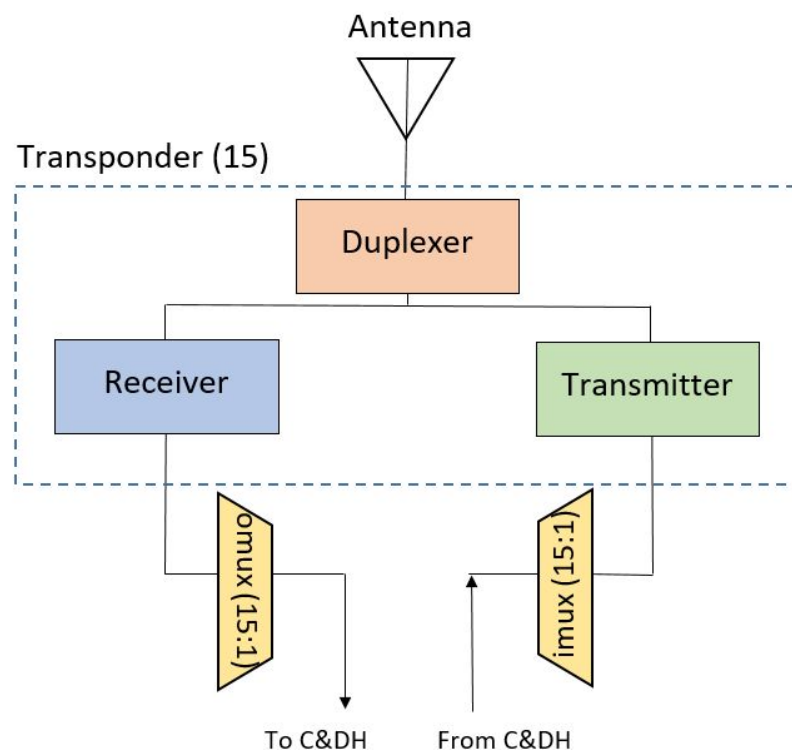 Antenna
Transponder (15)
Duplexer
Receiver
Transmitter
omux (15:1)
imux (15:1)
To C&DH
From C&DH